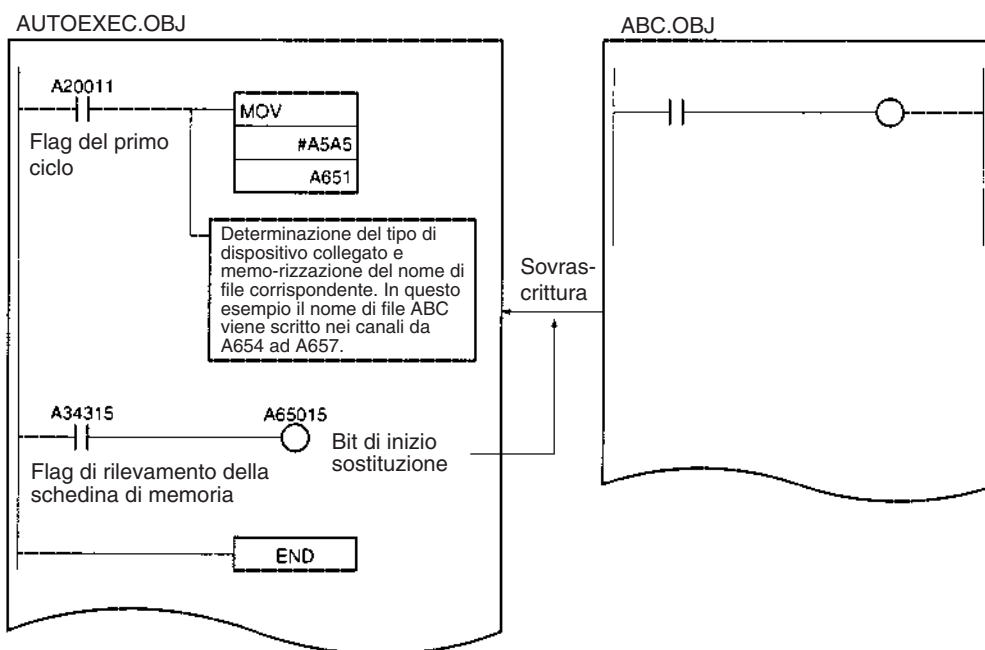 AUTOEXEC.OBJ
A20011
Flag del primo
ciclo
MOV
#A5A5
A651
Determinazione del tipo di
dispositivo collegato e
memo-rizzazione del nome di
file corrispondente. In questo
esempio il nome di file ABC
viene scritto nei canali da
A654 ad A657.
A34315
A65015
Flag di rilevamento della
schedina di memoria
Bit di inizio
sostituzione
END
Sovras-
crittura
ABC.OBJ